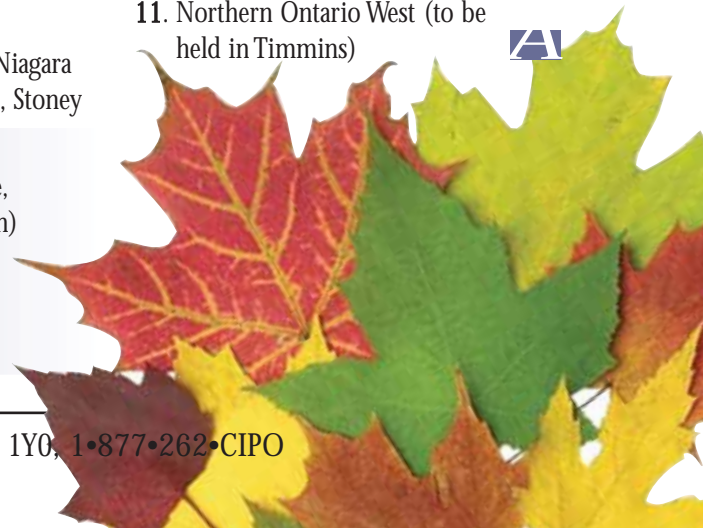 Niagara
, Stoney
e,
n)
11. Northern Ontario West (to be
held in Timmins)
A
1Y0, 1•877•262•CIPO